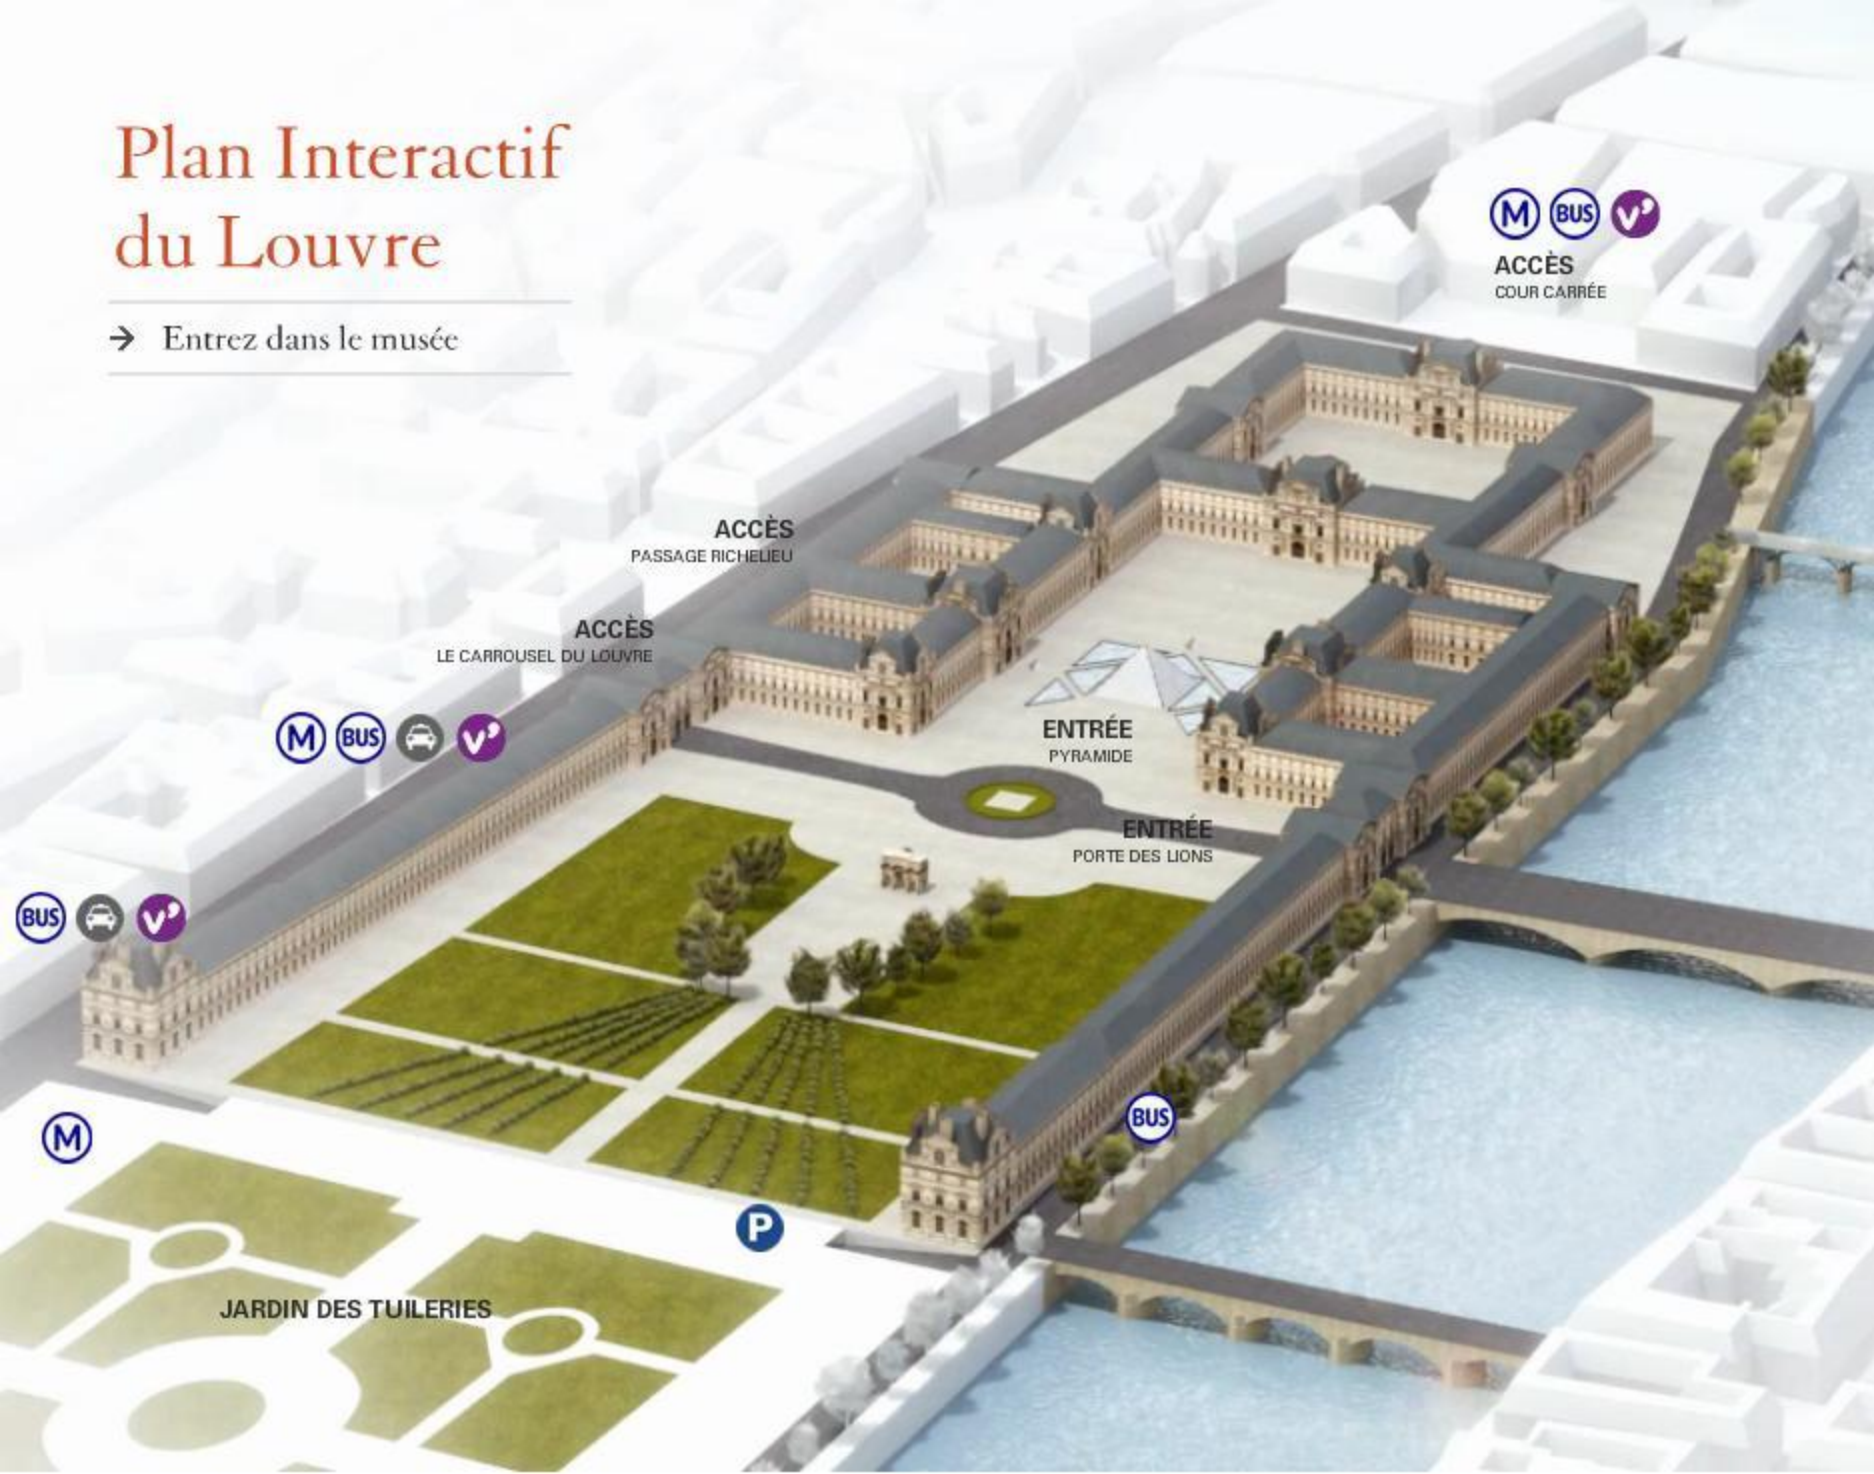 Plan Interactif
du Louvre
→ Entrez dans le musée
M BUS V'
ACCÈS
COUR CARRÉE
ACCÈS
PASSAGE RICHELIEU
ACCÈS
LE CARROUSEL DU LOUVRE
M BUS V'
ENTRÉE
PYRAMIDE
ENTRÉE
PORTE DES LIONS
BUS V'
BUS
M
P
JARDIN DES TUILERIES